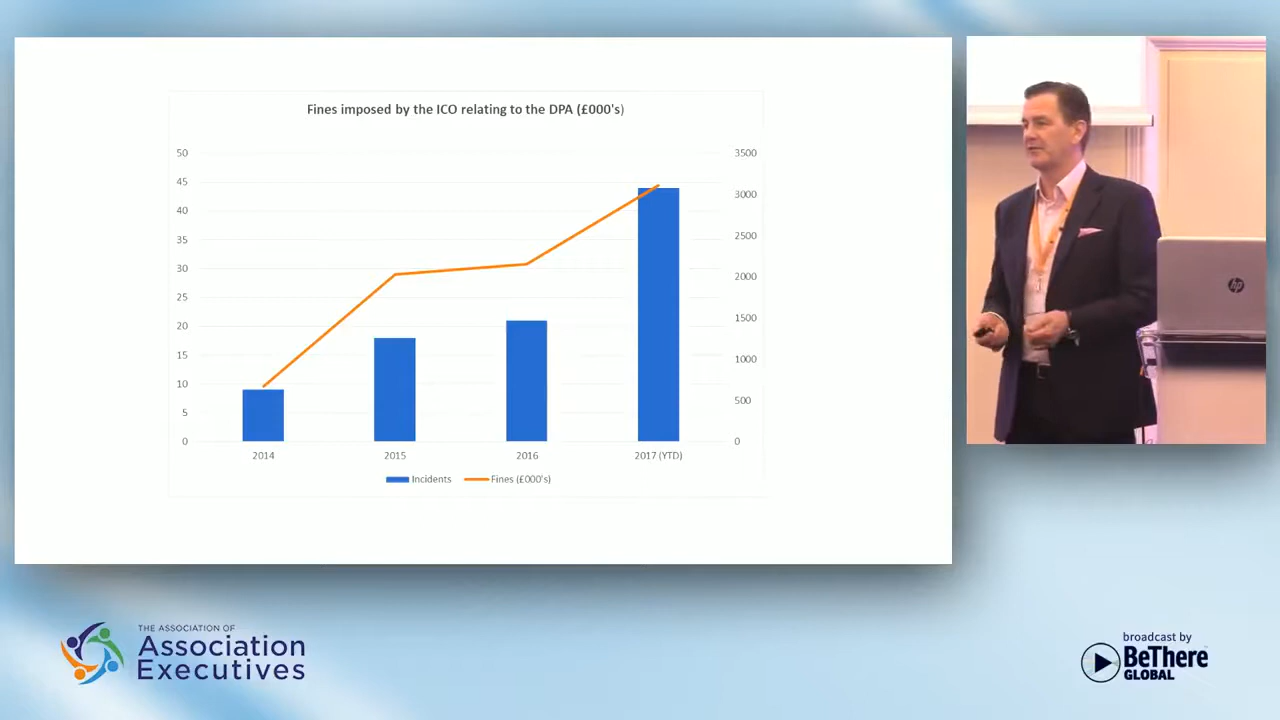 Fines imposed by the ICO relating to the DPA (£000's)
50
45
40
35
30
25
20
15
10
5
0
3500
3000
2500
2000
1500
1000
500
0
2014
2015
2016
2017 (YTD)
Incidents
Fines (£000's)
hp
THE ASSOCIATION OF
Association
Executives
broadcast by
BeThere
GLOBAL